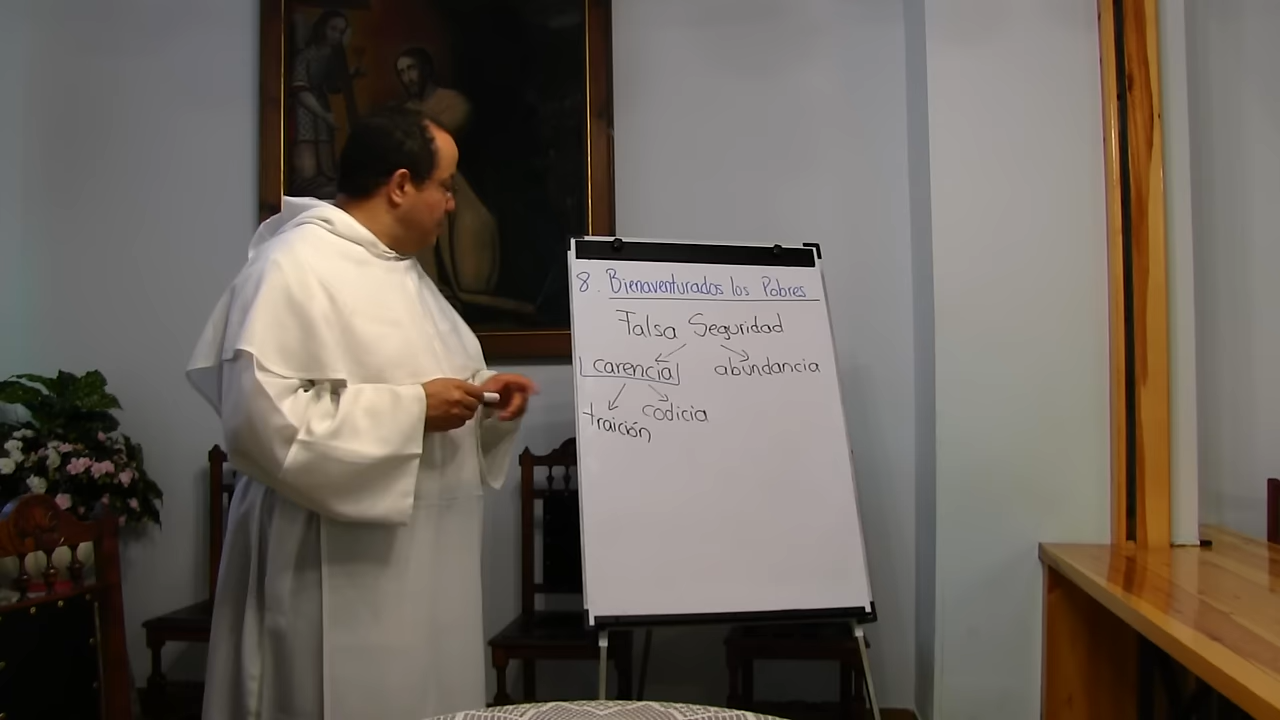 8. Bienaventurados los Pobres
Falsa Seguridad
carencia abundancia
traición codicia